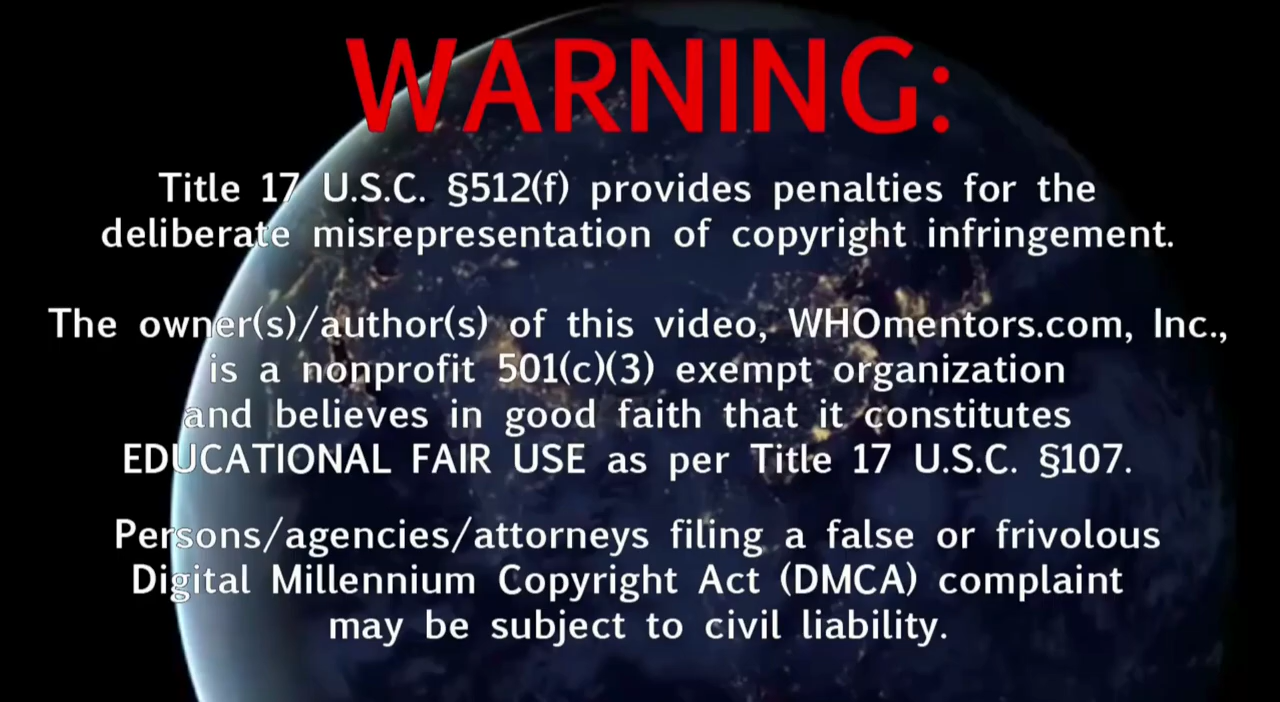 WARNING:
Title 17 U.S.C. §512(f) provides penalties for the
deliberate misrepresentation of copyright infringement.
The owner(s)/author(s) of this video, WHOmentors.com, Inc.,
is a nonprofit 501(c)(3) exempt organization
and believes in good faith that it constitutes
EDUCATIONAL FAIR USE as per Title 17 U.S.C. §107.
Persons/agencies/attorneys filing a false or frivolous
Digital Millennium Copyright Act (DMCA) complaint
may be subject to civil liability.